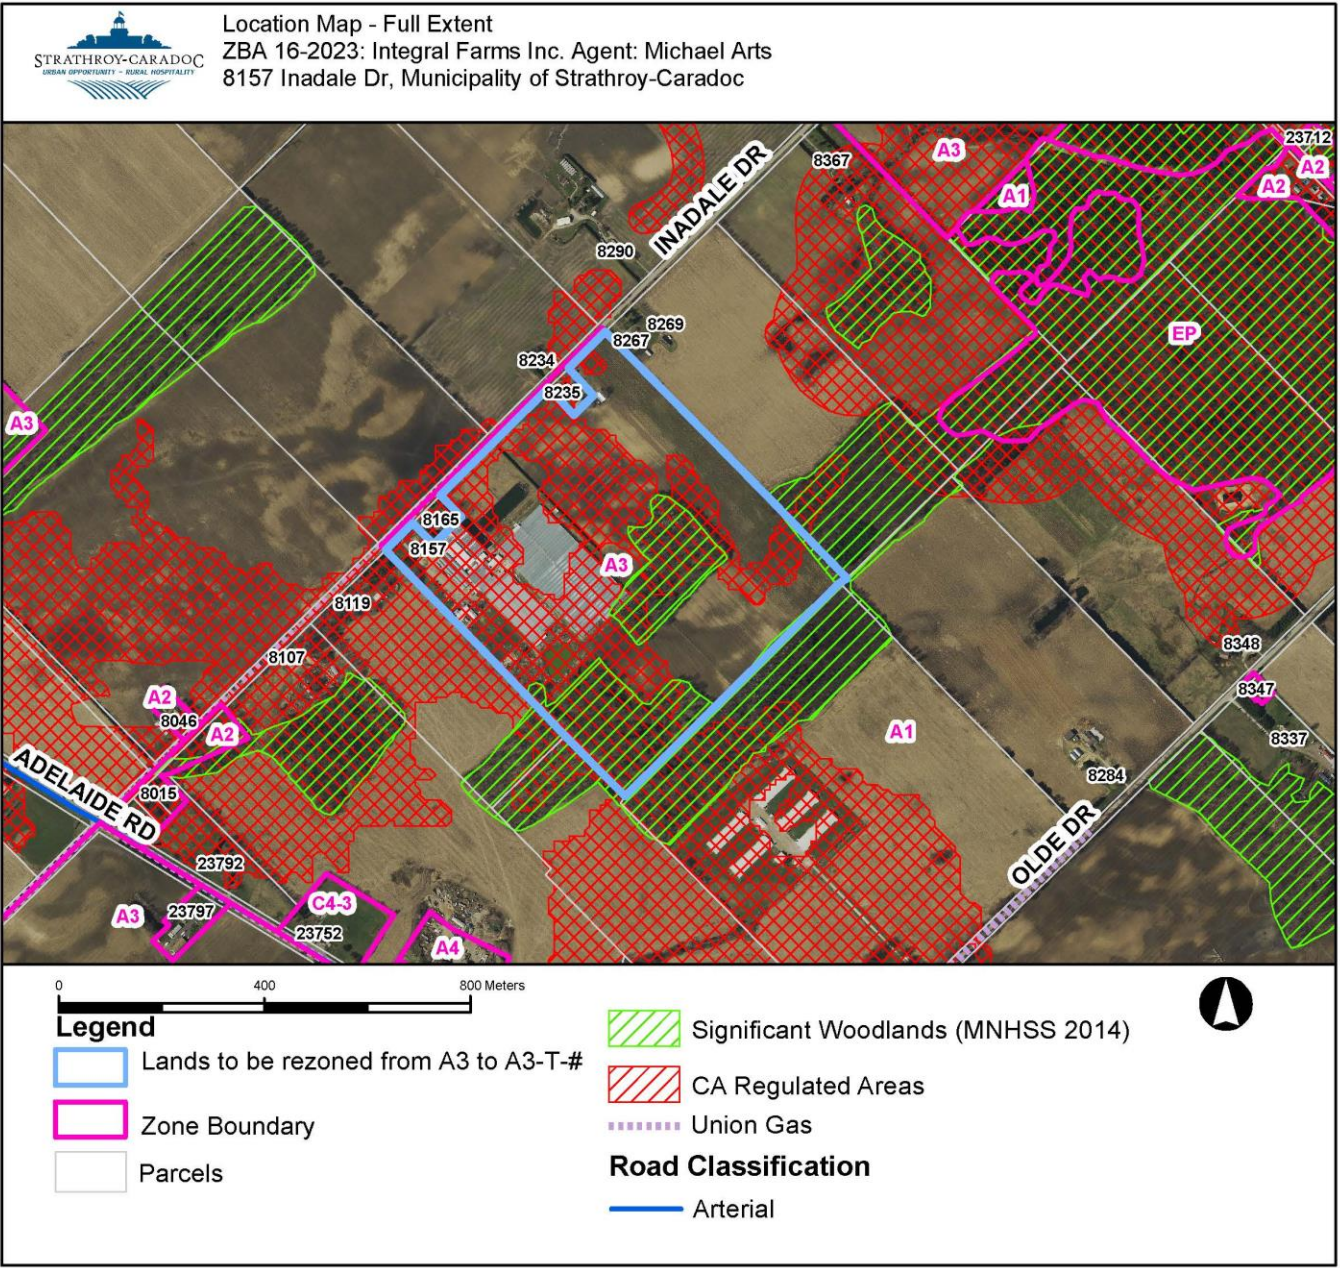 STRATHROY-CARADOC
URBAN OPPORTUNITY ~ RURAL HOSPITALITY
Location Map - Full Extent
ZBA 16-2023: Integral Farms Inc. Agent: Michael Arts
8157 Inadale Dr, Municipality of Strathroy-Caradoc
23712
8367
A3
A2
A2
A1
INADALE DR
8290
8269
8267
EP
8234
8235
A3
8165
8157
A3
8119
8348
8107
8347
A2
8046
A2
A1
8337
ADELAIDE RD
8284
8015
OLDE DR
23792
C4-3
A3
23797
23752
A4
0 400 800 Meters
Legend
Lands to be rezoned from A3 to A3-T-#
Zone Boundary
Parcels
Significant Woodlands (MNHSS 2014)
CA Regulated Areas
Union Gas
Road Classification
Arterial